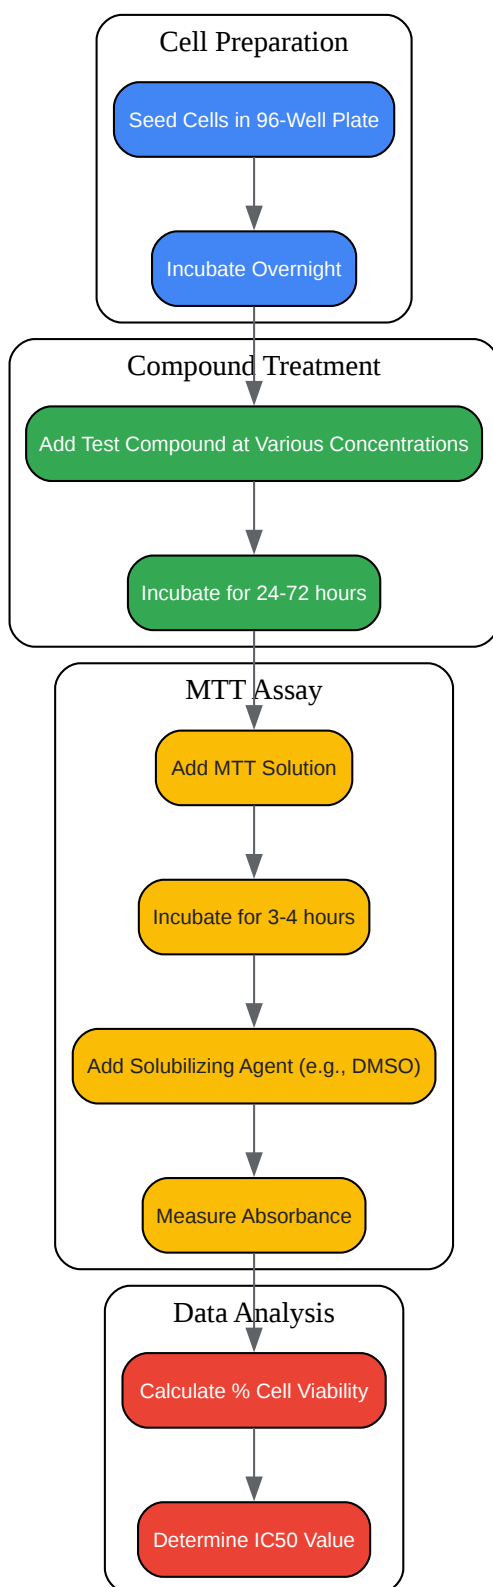 Cell Preparation
Seed Cells in 96-Well Plate
Incubate Overnight
Compound Treatment
Add Test Compound at Various Concentrations
Incubate for 24-72 hours
MTT Assay
Add MTT Solution
Incubate for 3-4 hours
Add Solubilizing Agent (e.g., DMSO)
Measure Absorbance
Data Analysis
Calculate % Cell Viability
Determine IC50 Value